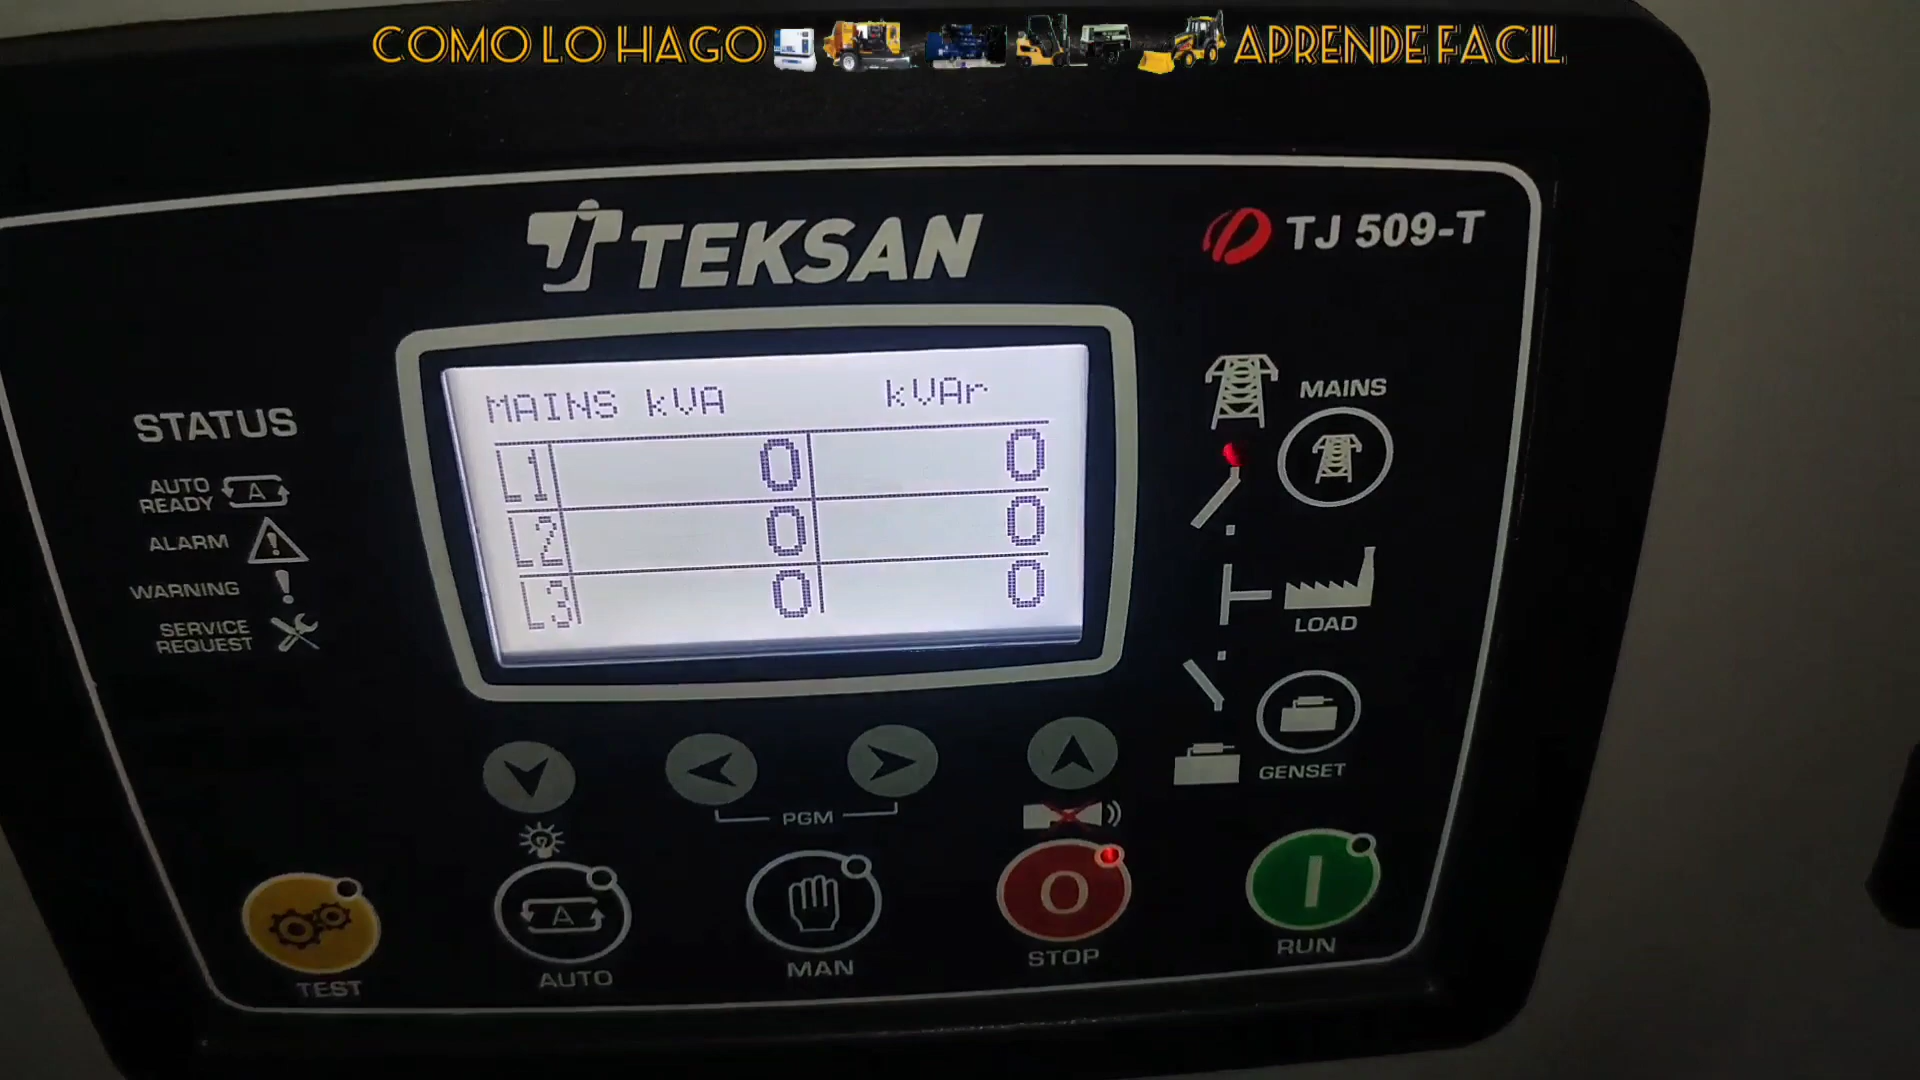 COMO LO HAGO APRENDE FACIL
TEKSAN
TJ 509-T
MAINS kVA kVAr
L1 0 0
L2 0 0
L3 0 0
STATUS
AUTO READY A
ALARM
WARNING
SERVICE REQUEST
MAINS
LOAD
GENSET
PGM
TEST
A
AUTO
MAN
O
STOP
I
RUN